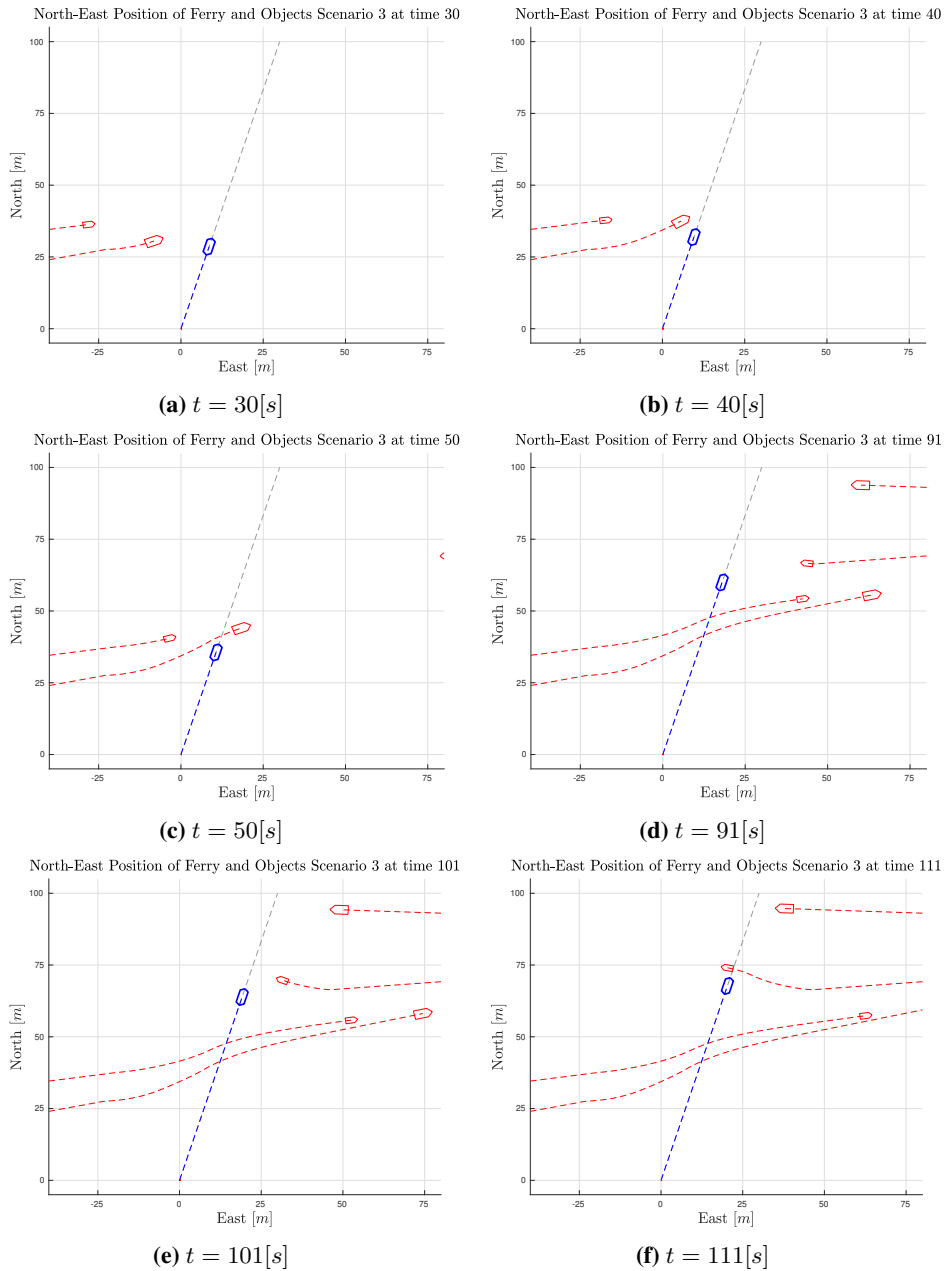 North-East Position of Ferry and Objects Scenario 3 at time 30
100
75
50
25
0
North [m]
-25 0 25 50 75
East [m]
(a) t = 30[s]
North-East Position of Ferry and Objects Scenario 3 at time 40
100
75
50
25
0
North [m]
-25 0 25 50 75
East [m]
(b) t = 40[s]
North-East Position of Ferry and Objects Scenario 3 at time 50
100
75
50
25
0
North [m]
-25 0 25 50 75
East [m]
(c) t = 50[s]
North-East Position of Ferry and Objects Scenario 3 at time 91
100
75
50
25
0
North [m]
-25 0 25 50 75
East [m]
(d) t = 91[s]
North-East Position of Ferry and Objects Scenario 3 at time 101
100
75
50
25
0
North [m]
-25 0 25 50 75
East [m]
(e) t = 101[s]
North-East Position of Ferry and Objects Scenario 3 at time 111
100
75
50
25
0
North [m]
-25 0 25 50 75
East [m]
(f) t = 111[s]